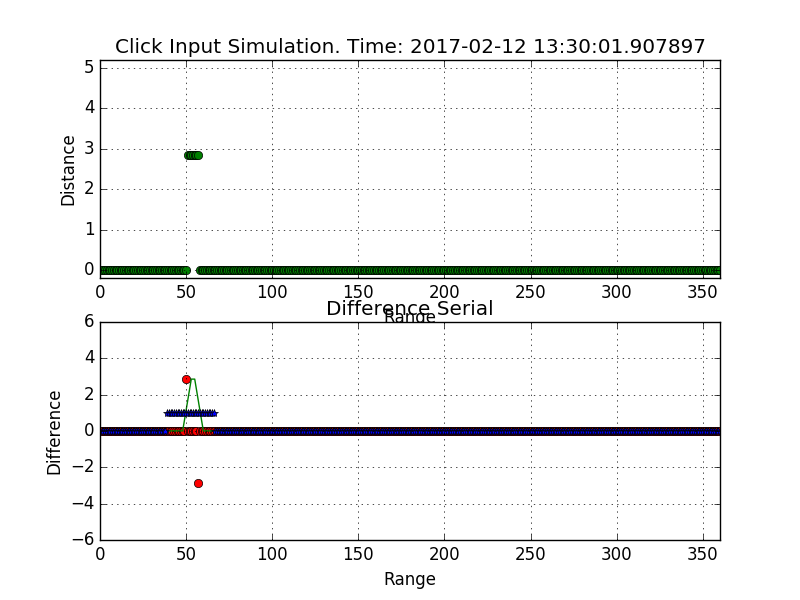 Click Input Simulation. Time: 2017-02-12 13:30:01.907897
5
4
3
2
1
0
Distance
0 50 100 150 200 250 300 350
Range
Difference Serial
6
4
2
0
−2
−4
−6
Difference
0 50 100 150 200 250 300 350
Range